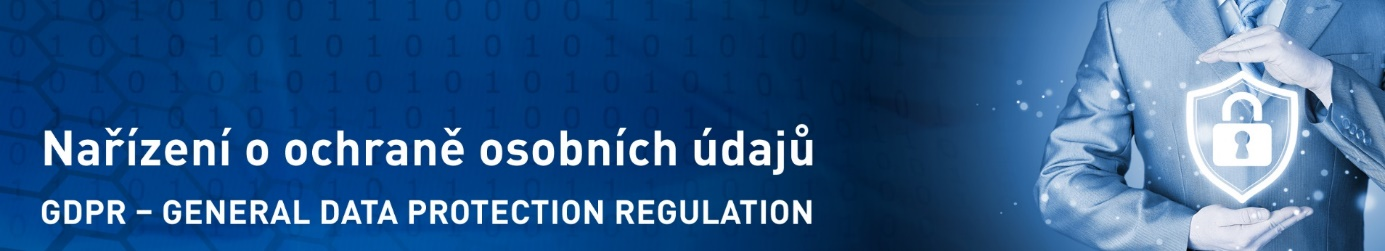 Nařízení o ochraně osobních údajů
GDPR – GENERAL DATA PROTECTION REGULATION